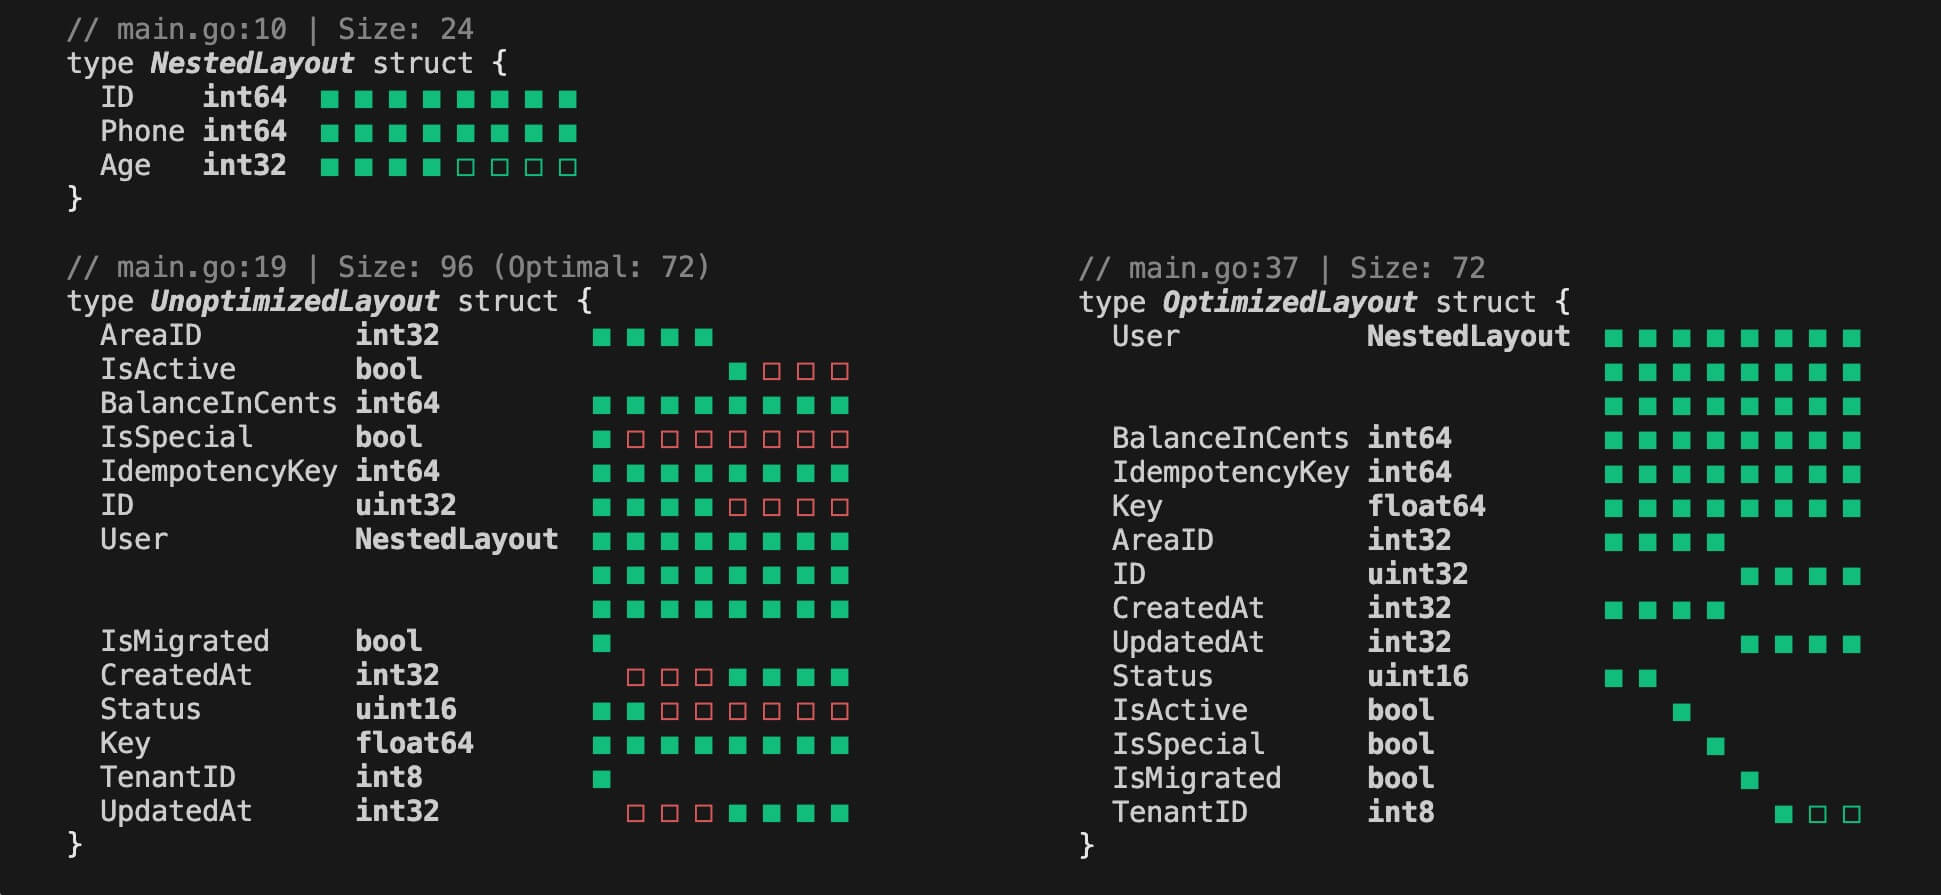 // main.go:10 | Size: 24
type NestedLayout struct {
ID int64
Phone int64
Age int32
}
// main.go:19 | Size: 96 (Optimal: 72)
type UnoptimizedLayout struct {
AreaID int32
IsActive bool
BalanceInCents int64
IsSpecial bool
IdempotencyKey int64
ID uint32
User NestedLayout
IsMigrated bool
CreatedAt int32
Status uint16
Key float64
TenantID int8
UpdatedAt int32
}
// main.go:37 | Size: 72
type OptimizedLayout struct {
User NestedLayout
BalanceInCents int64
IdempotencyKey int64
Key float64
AreaID int32
ID uint32
CreatedAt int32
UpdatedAt int32
Status uint16
IsActive bool
IsSpecial bool
IsMigrated bool
TenantID int8
}